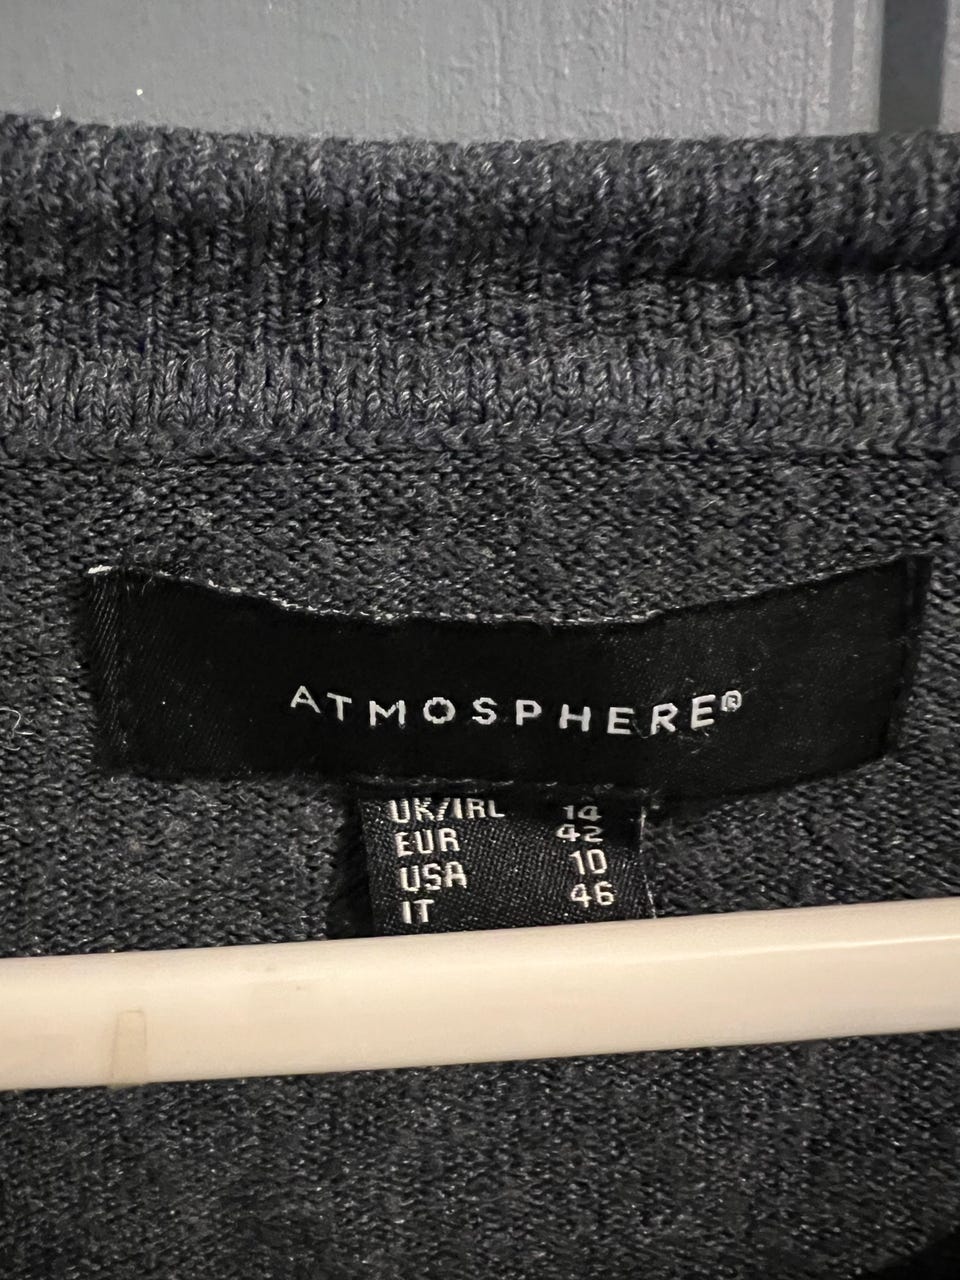 ATMOSPHERE®
UK/IRL 14
EUR 42
USA 10
IT 46